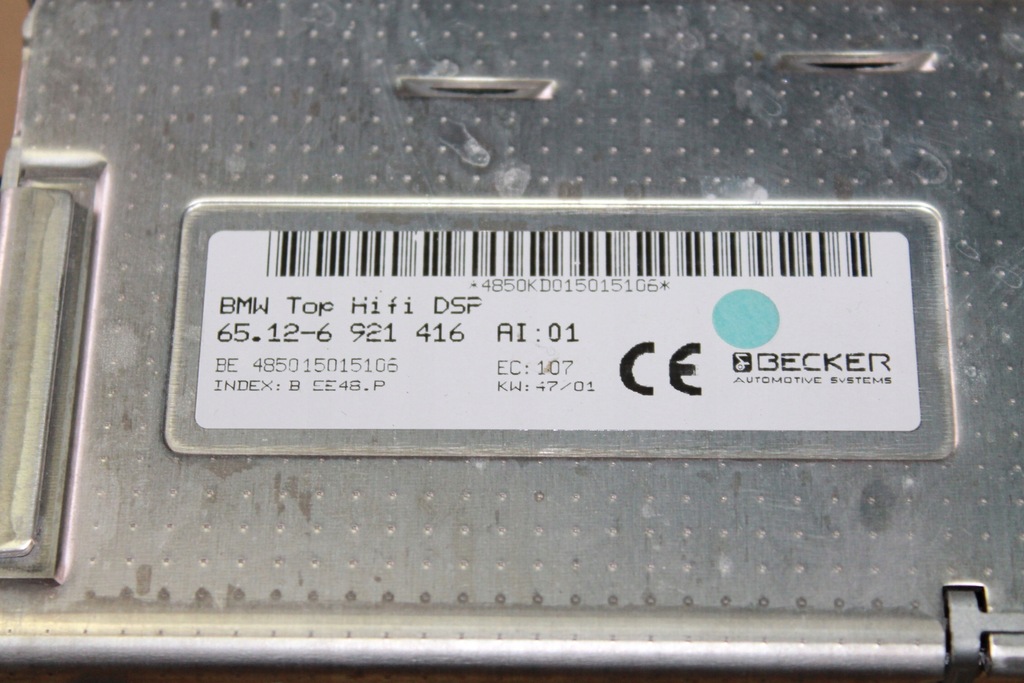 *4850KD015015106*
BMW Top Hifi DSP
65.12-6 921 416 AI:01
BE 485015015106 EC:107
INDEX: B EE48.P KW:47/01
CE
BECKER
AUTOMOTIVE SYSTEMS